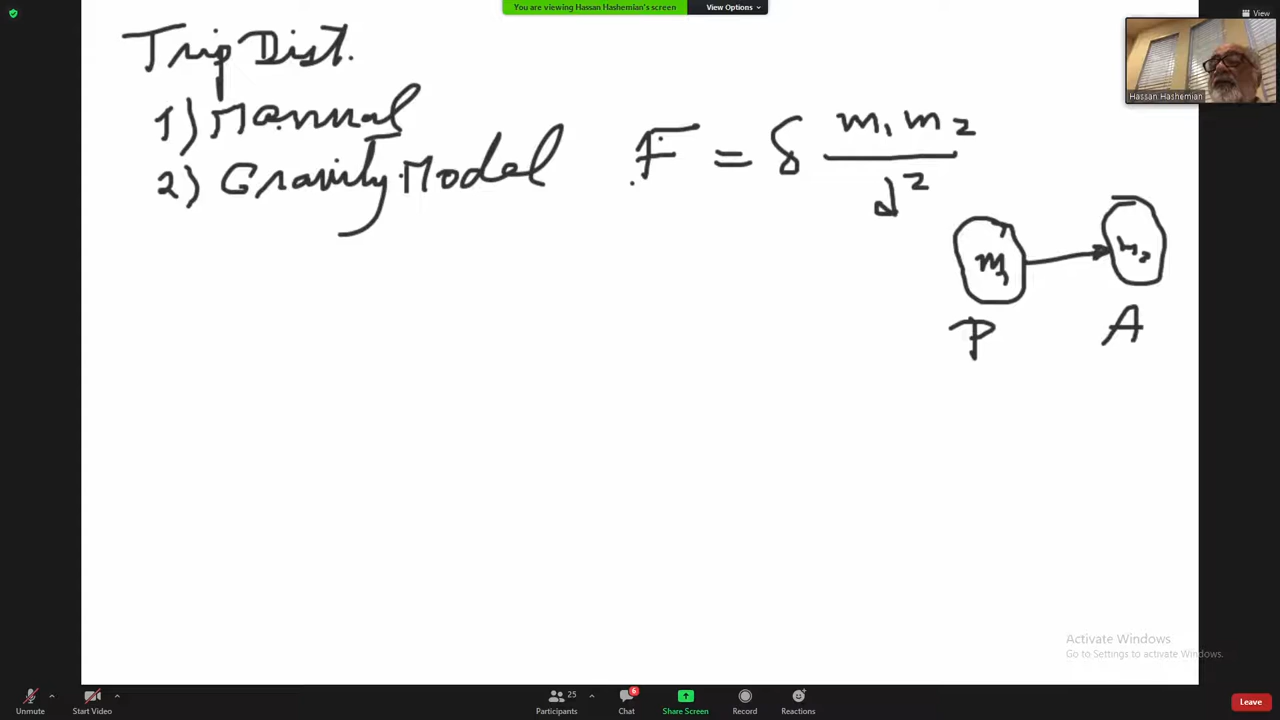 You are viewing Hassan Hashemian's screen
View Options
View
Trip Dist.
1) Manual
2) Gravity Model
F = γ m₁ m₂ / d²
m₁
m₂
P
A
Hassan Hashemian
Activate Windows
Go to Settings to activate Windows.
Unmute
Start Video
25
Participants
6
Chat
Share Screen
Record
Reactions
Leave